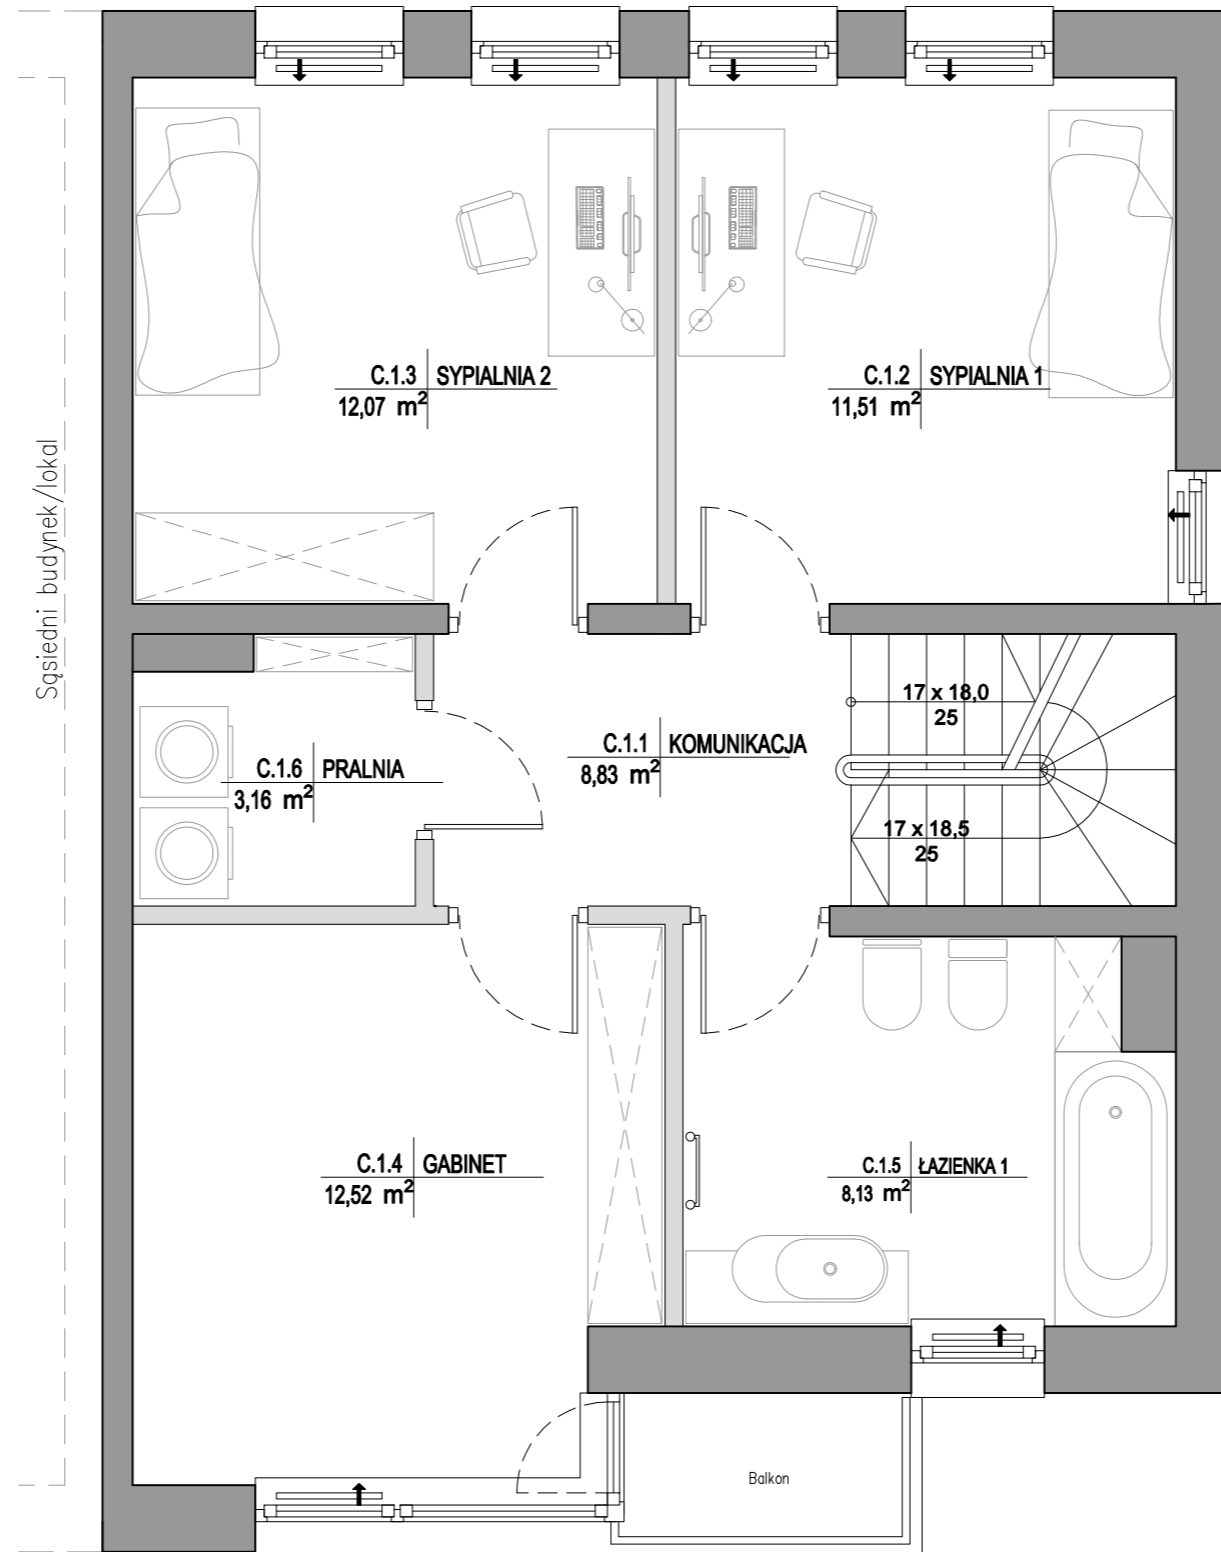 C.1.3 SYPIALNIA 2
12,07 m²
C.1.2 SYPIALNIA 1
11,51 m²
Sąsiedni budynek/lokal
17 x 18,0
25
C.1.1 KOMUNIKACJA
8,83 m²
C.1.6 PRALNIA
3,16 m²
17 x 18,5
25
C.1.4 GABINET
12,52 m²
C.1.5 ŁAZIENKA 1
8,13 m²
Balkon